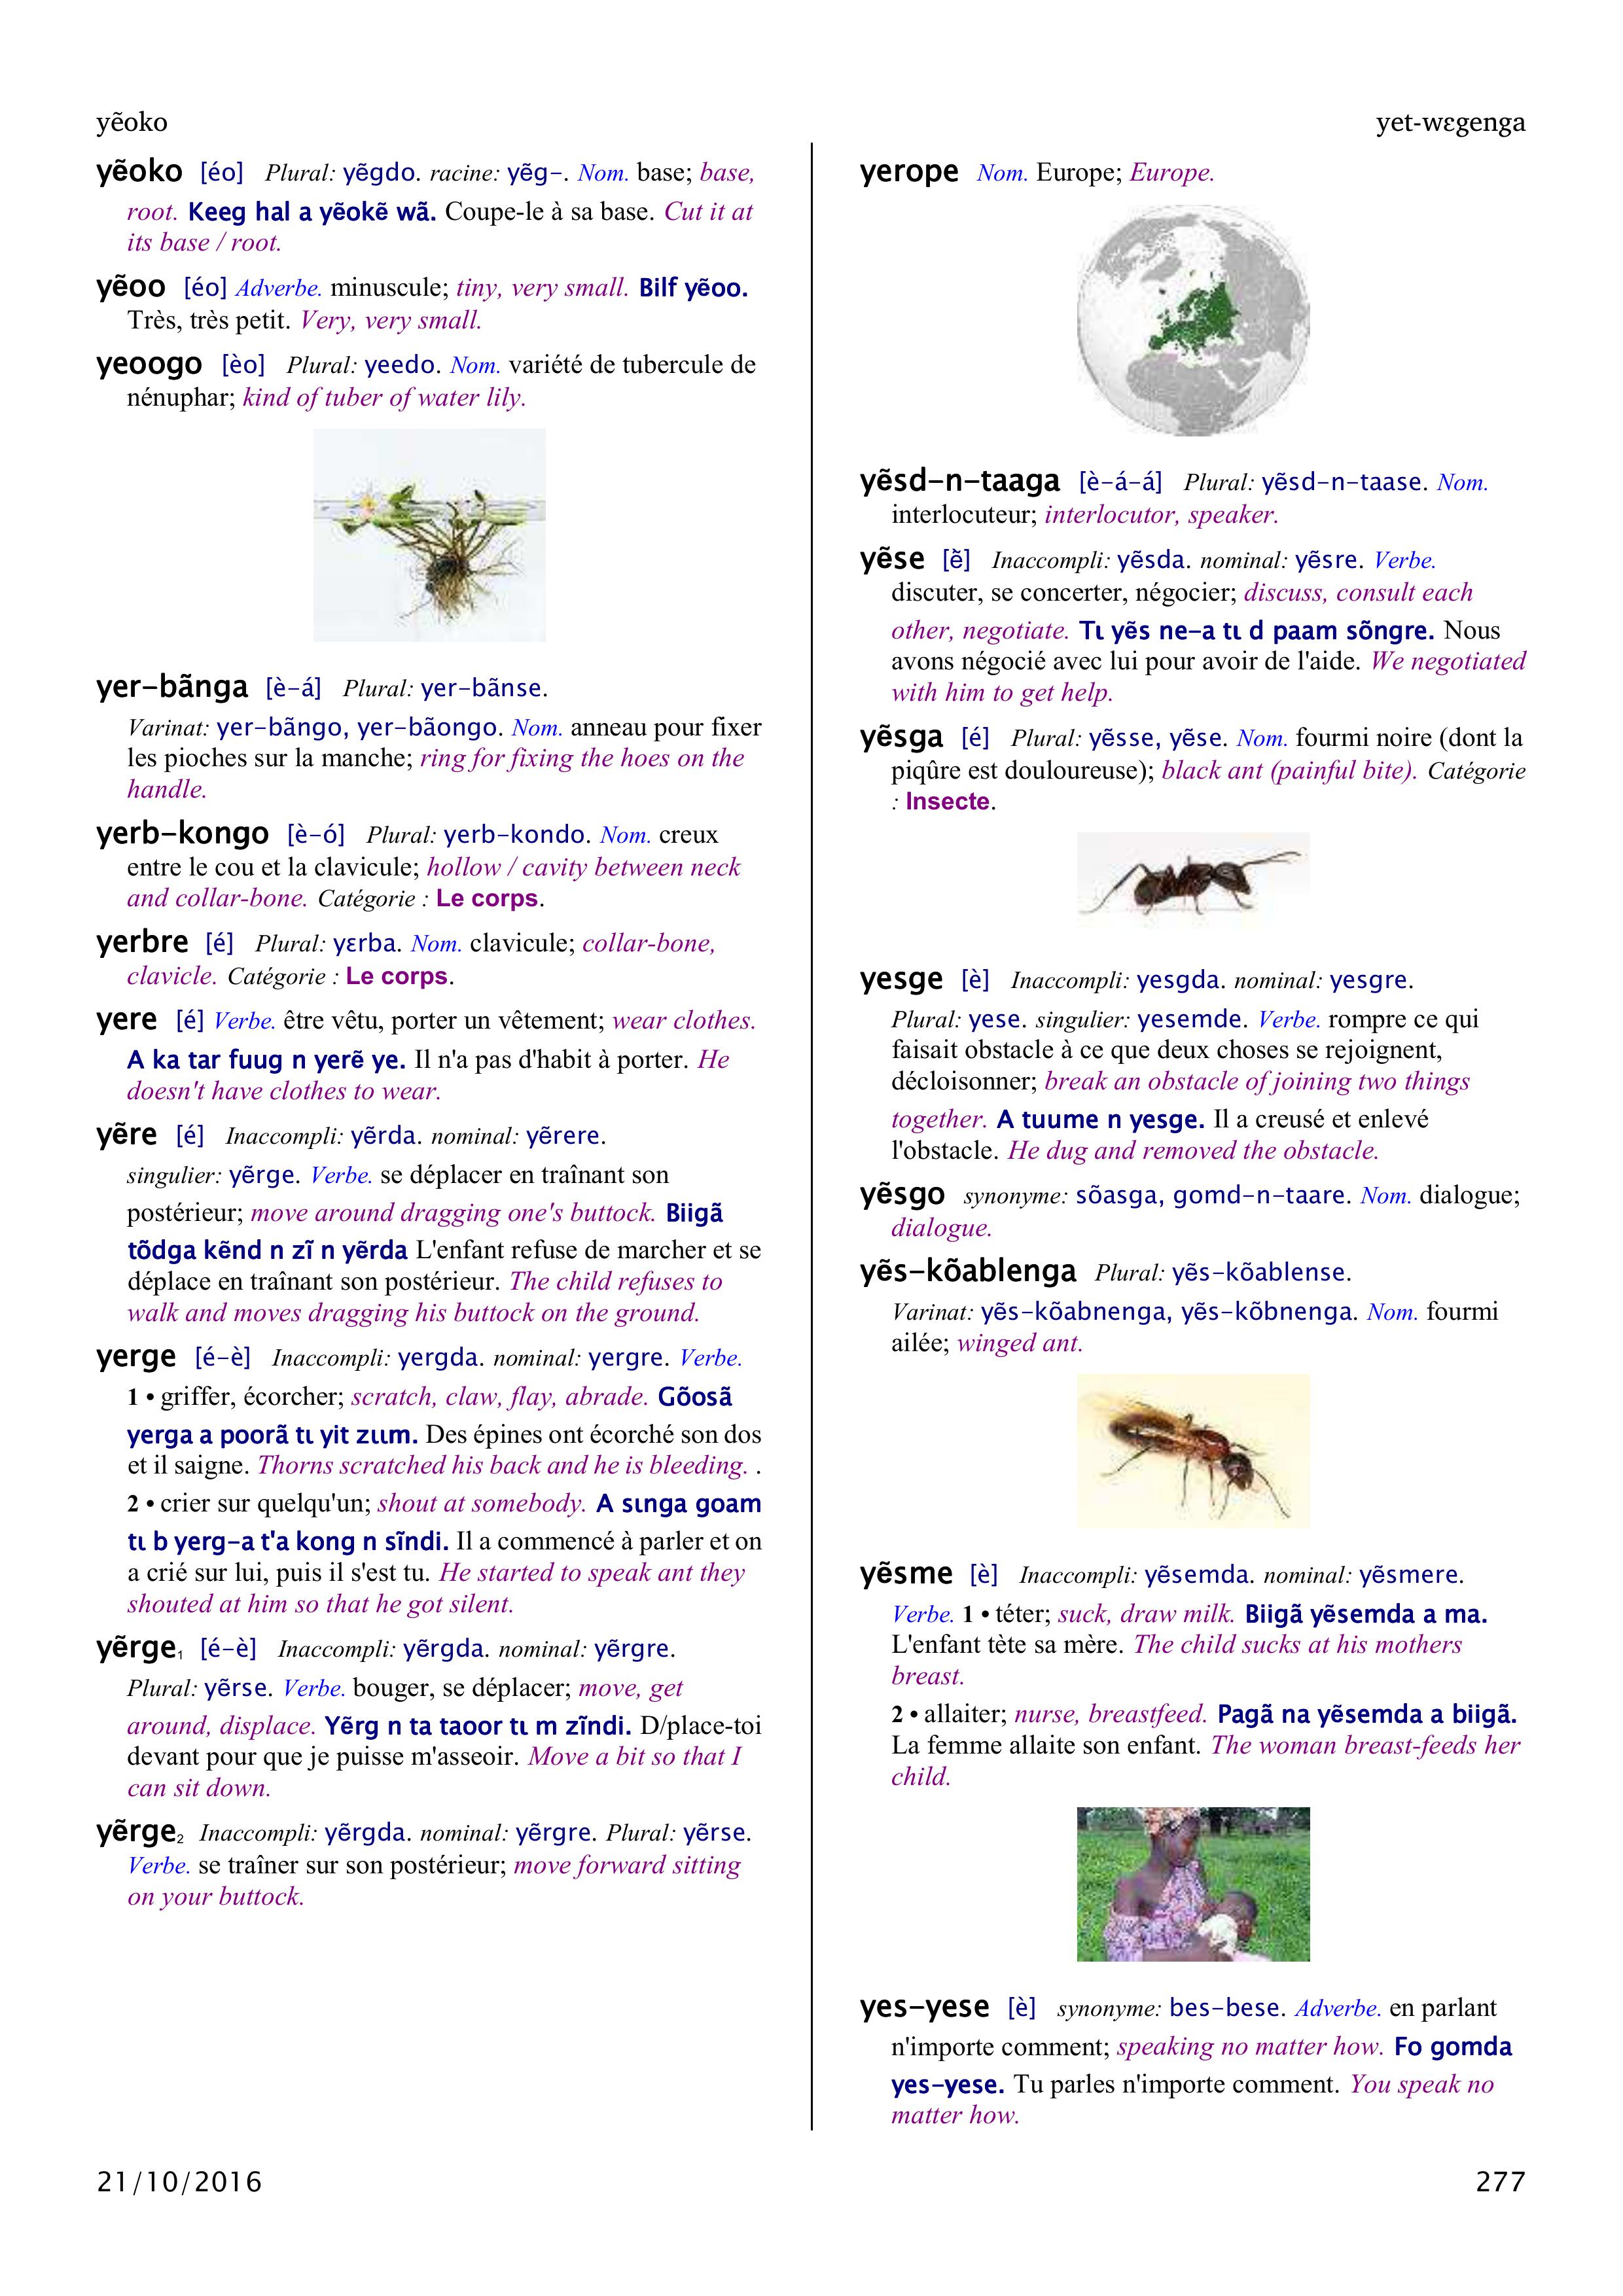 yẽoko
yet-wɛgenga
yẽoko [éo] Plural: yẽgdo. racine: yẽg-. Nom. base; base,
root. Keeg hal a yẽokẽ wã. Coupe-le à sa base. Cut it at
its base / root.
yẽoo [éo] Adverbe. minuscule; tiny, very small. Bilf yẽoo.
Très, très petit. Very, very small.
yeoogo [èo] Plural: yeedo. Nom. variété de tubercule de
nénuphar; kind of tuber of water lily.
yer-bãnga [è-á] Plural: yer-bãnse.
Varinat: yer-bãngo, yer-bãongo. Nom. anneau pour fixer
les pioches sur la manche; ring for fixing the hoes on the
handle.
yerb-kongo [è-ó] Plural: yerb-kondo. Nom. creux
entre le cou et la clavicule; hollow / cavity between neck
and collar-bone. Catégorie : Le corps.
yerbre [é] Plural: yɛrba. Nom. clavicule; collar-bone,
clavicle. Catégorie : Le corps.
yere [é] Verbe. être vêtu, porter un vêtement; wear clothes.
A ka tar fuug n yerẽ ye. Il n'a pas d'habit à porter. He
doesn't have clothes to wear.
yẽre [é] Inaccompli: yẽrda. nominal: yẽrere.
singulier: yẽrge. Verbe. se déplacer en traînant son
postérieur; move around dragging one's buttock. Biigã
tõdga kẽnd n zĩ n yẽrda L'enfant refuse de marcher et se
déplace en traînant son postérieur. The child refuses to
walk and moves dragging his buttock on the ground.
yerge [é-è] Inaccompli: yergda. nominal: yergre. Verbe.
1 • griffer, écorcher; scratch, claw, flay, abrade. Gõosã
yerga a poorã tɩ yit zɩɩm. Des épines ont écorché son dos
et il saigne. Thorns scratched his back and he is bleeding. .
2 • crier sur quelqu'un; shout at somebody. A sɩnga goam
tɩ b yerg-a t'a kong n sĩndi. Il a commencé à parler et on
a crié sur lui, puis il s'est tu. He started to speak ant they
shouted at him so that he got silent.
yẽrge₁ [é-è] Inaccompli: yẽrgda. nominal: yẽrgre.
Plural: yẽrse. Verbe. bouger, se déplacer; move, get
around, displace. Yẽrg n ta taoor tɩ m zĩndi. D/place-toi
devant pour que je puisse m'asseoir. Move a bit so that I
can sit down.
yẽrge₂ Inaccompli: yẽrgda. nominal: yẽrgre. Plural: yẽrse.
Verbe. se traîner sur son postérieur; move forward sitting
on your buttock.
yerope Nom. Europe; Europe.
yẽsd-n-taaga [è-á-á] Plural: yẽsd-n-taase. Nom.
interlocuteur; interlocutor, speaker.
yẽse [ẽ̀] Inaccompli: yẽsda. nominal: yẽsre. Verbe.
discuter, se concerter, négocier; discuss, consult each
other, negotiate. Tɩ yẽs ne-a tɩ d paam sõngre. Nous
avons négocié avec lui pour avoir de l'aide. We negotiated
with him to get help.
yẽsga [é] Plural: yẽsse, yẽse. Nom. fourmi noire (dont la
piqûre est douloureuse); black ant (painful bite). Catégorie
: Insecte.
yesge [è] Inaccompli: yesgda. nominal: yesgre.
Plural: yese. singulier: yesemde. Verbe. rompre ce qui
faisait obstacle à ce que deux choses se rejoignent,
décloisonner; break an obstacle of joining two things
together. A tuume n yesge. Il a creusé et enlevé
l'obstacle. He dug and removed the obstacle.
yẽsgo synonyme: sõasga, gomd-n-taare. Nom. dialogue;
dialogue.
yẽs-kõablenga Plural: yẽs-kõablense.
Varinat: yẽs-kõabnenga, yẽs-kõbnenga. Nom. fourmi
ailée; winged ant.
yẽsme [è] Inaccompli: yẽsemda. nominal: yẽsmere.
Verbe. 1 • téter; suck, draw milk. Biigã yẽsemda a ma.
L'enfant tète sa mère. The child sucks at his mothers
breast.
2 • allaiter; nurse, breastfeed. Pagã na yẽsemda a biigã.
La femme allaite son enfant. The woman breast-feeds her
child.
yes-yese [è] synonyme: bes-bese. Adverbe. en parlant
n'importe comment; speaking no matter how. Fo gomda
yes-yese. Tu parles n'importe comment. You speak no
matter how.
21/10/2016
277